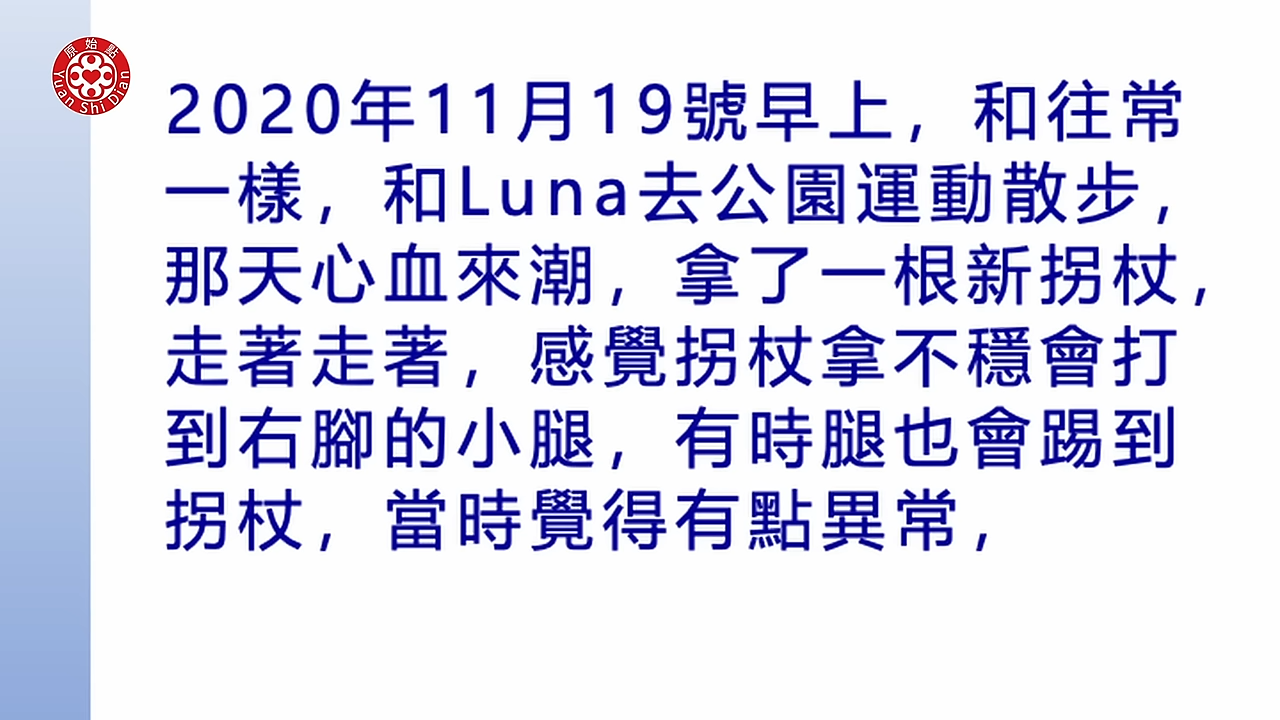 原始點
Yuan Shi Dian
2020年11月19號早上，和往常
一樣，和Luna去公園運動散步，
那天心血來潮，拿了一根新拐杖，
走著走著，感覺拐杖拿不穩會打
到右腳的小腿，有時腿也會踢到
拐杖，當時覺得有點異常，